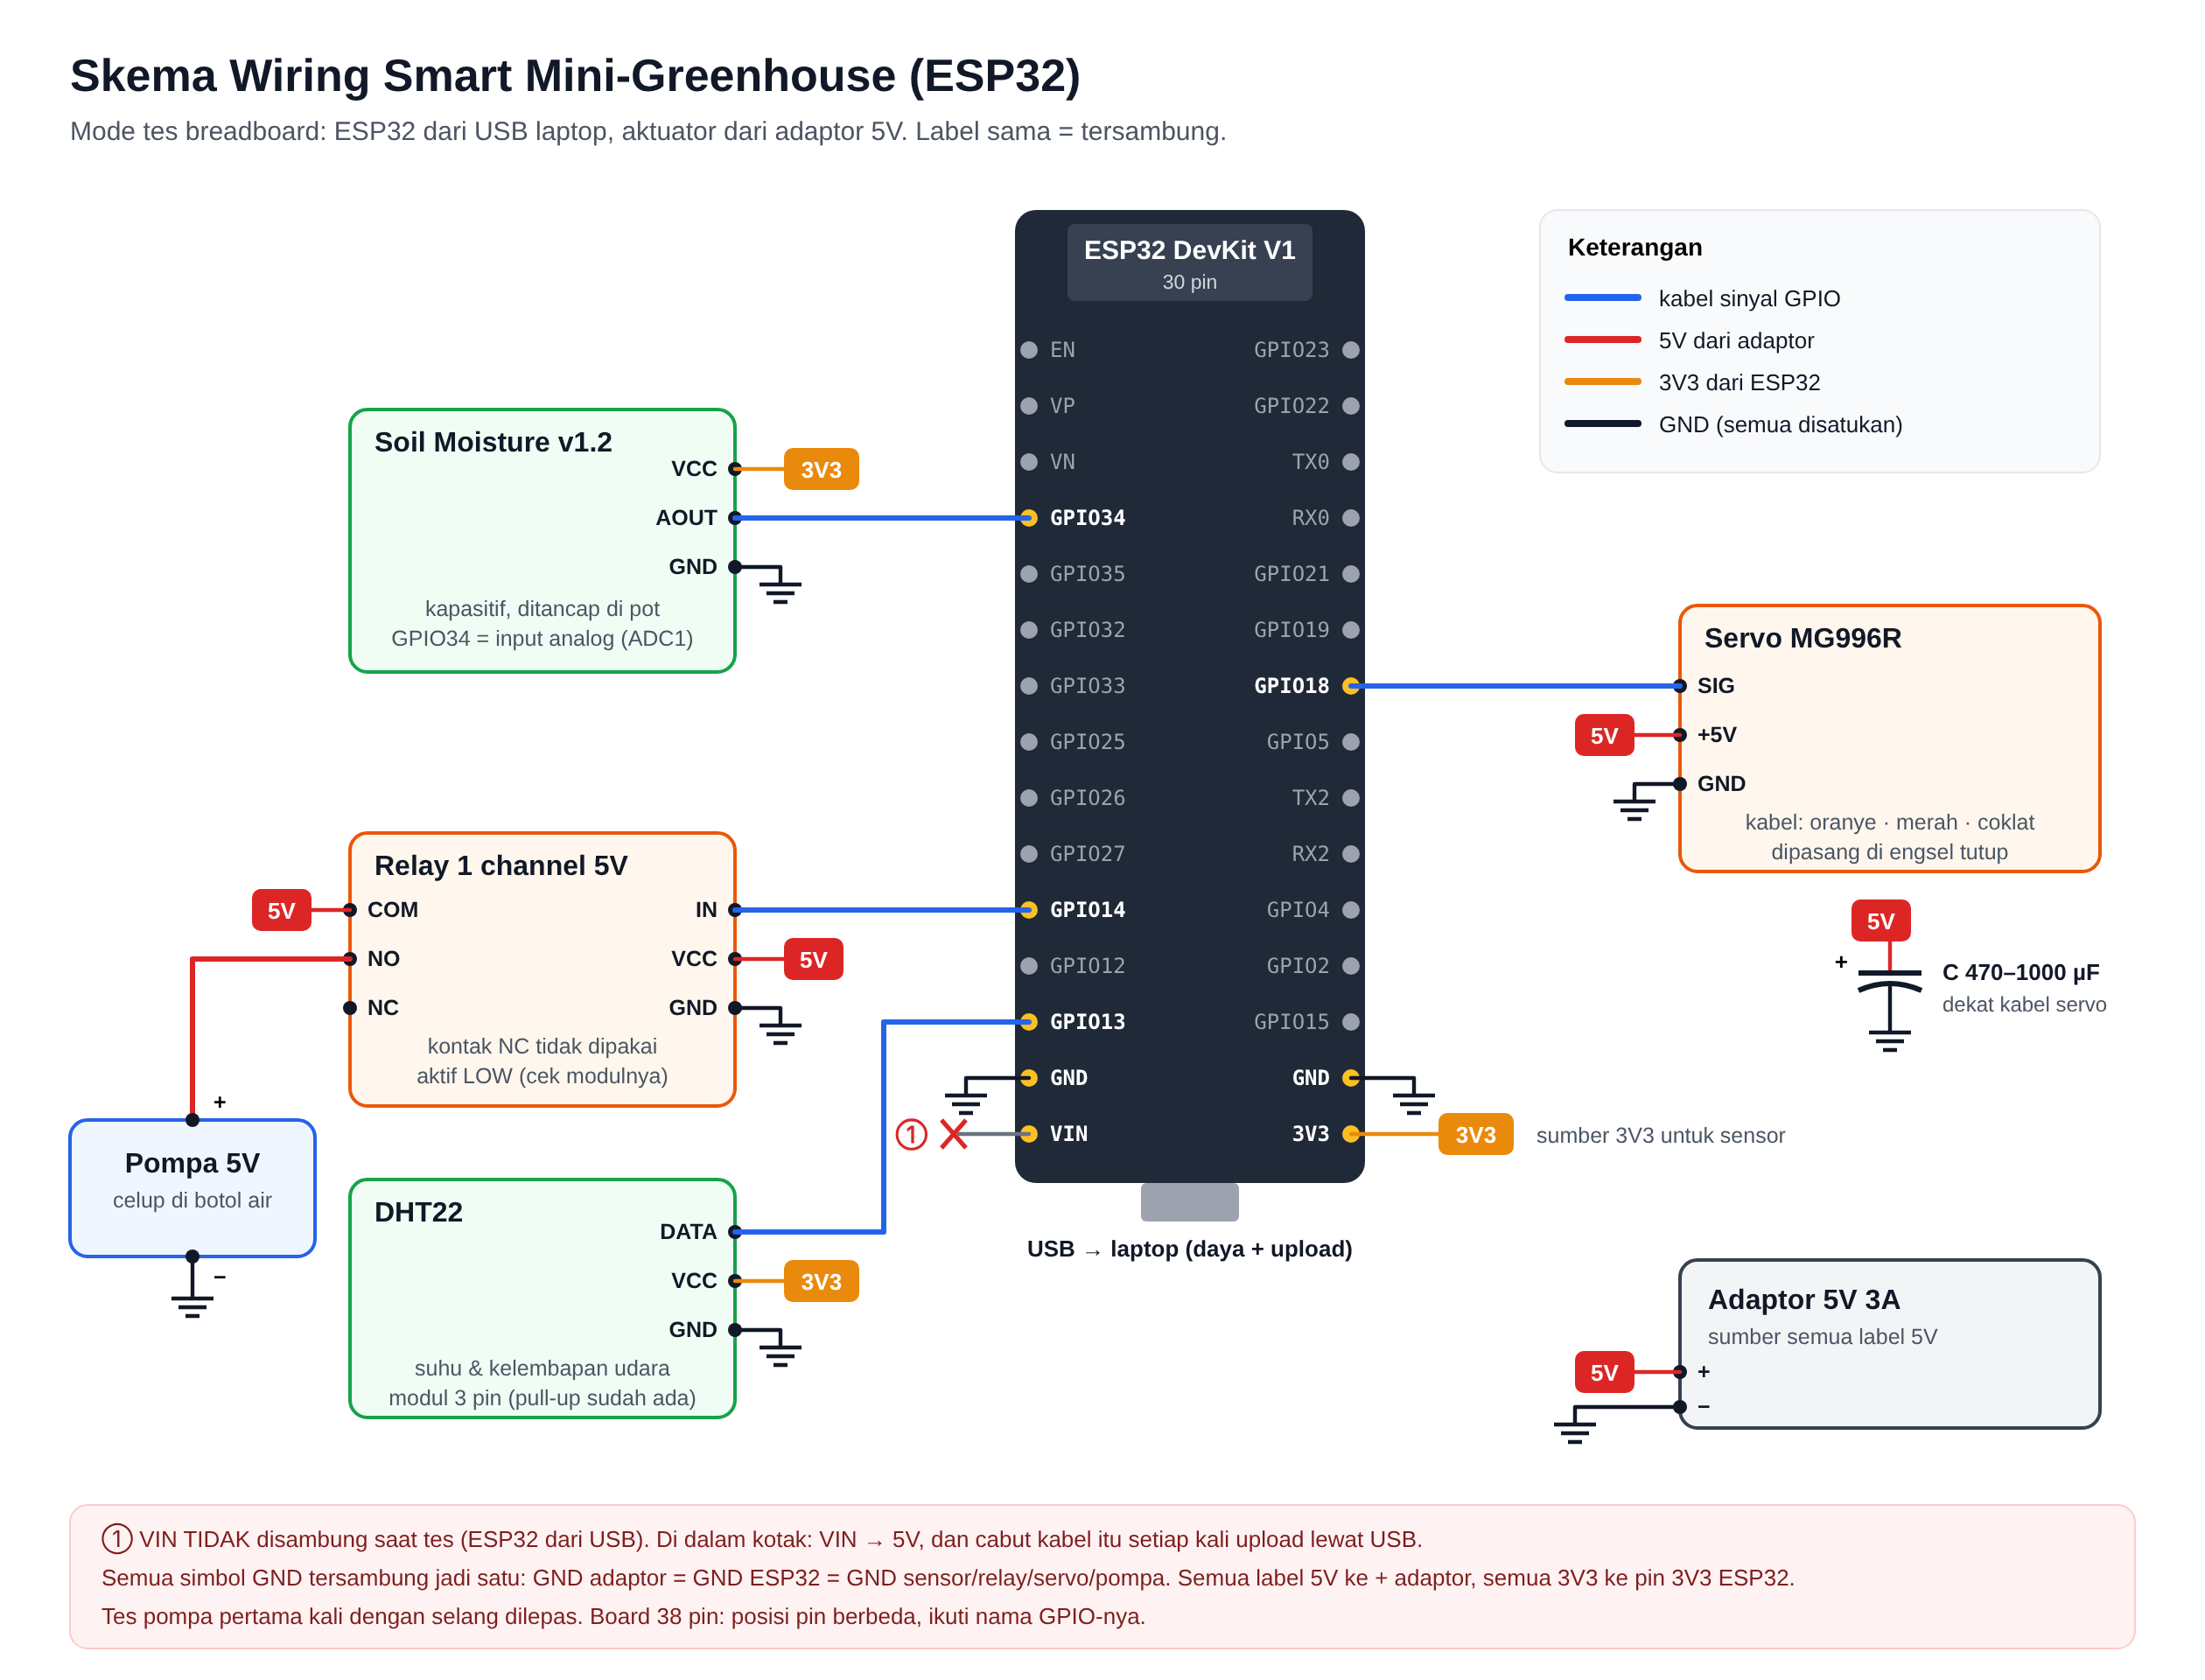 Skema Wiring Smart Mini-Greenhouse (ESP32)
Mode tes breadboard: ESP32 dari USB laptop, aktuator dari adaptor 5V. Label sama = tersambung.
ESP32 DevKit V1
30 pin
EN
VP
VN
GPIO34
GPIO35
GPIO32
GPIO33
GPIO25
GPIO26
GPIO27
GPIO14
GPIO12
GPIO13
GND
VIN
GPIO23
GPIO22
TX0
RX0
GPIO21
GPIO19
GPIO18
GPIO5
TX2
RX2
GPIO4
GPIO2
GPIO15
GND
3V3
①
3V3
sumber 3V3 untuk sensor
USB → laptop (daya + upload)
Keterangan
kabel sinyal GPIO
5V dari adaptor
3V3 dari ESP32
GND (semua disatukan)
Soil Moisture v1.2
VCC
3V3
AOUT
GND
kapasitif, ditancap di pot
GPIO34 = input analog (ADC1)
Servo MG996R
SIG
5V
+5V
GND
kabel: oranye · merah · coklat
dipasang di engsel tutup
Relay 1 channel 5V
5V
COM
NO
NC
IN
VCC
5V
GND
kontak NC tidak dipakai
aktif LOW (cek modulnya)
5V
+
C 470–1000 µF
dekat kabel servo
+
Pompa 5V
celup di botol air
−
DHT22
DATA
VCC
3V3
GND
suhu & kelembapan udara
modul 3 pin (pull-up sudah ada)
Adaptor 5V 3A
sumber semua label 5V
5V
+
−
① VIN TIDAK disambung saat tes (ESP32 dari USB). Di dalam kotak: VIN → 5V, dan cabut kabel itu setiap kali upload lewat USB.
Semua simbol GND tersambung jadi satu: GND adaptor = GND ESP32 = GND sensor/relay/servo/pompa. Semua label 5V ke + adaptor, semua 3V3 ke pin 3V3 ESP32.
Tes pompa pertama kali dengan selang dilepas. Board 38 pin: posisi pin berbeda, ikuti nama GPIO-nya.